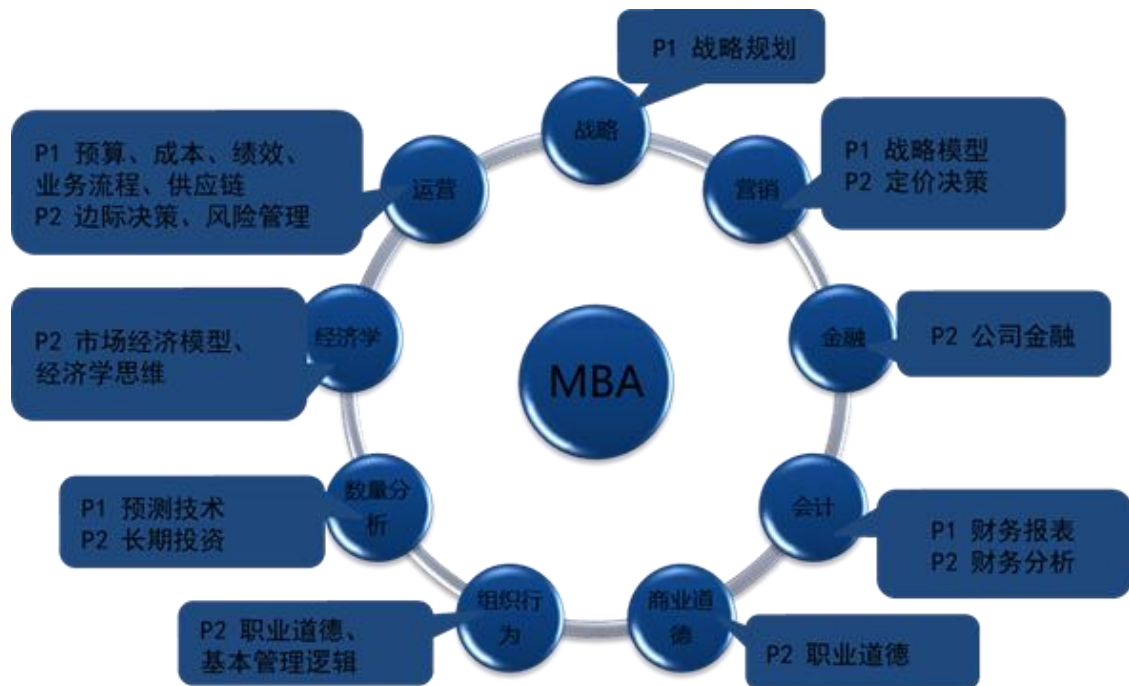 P1 战略规划
战略
P1 预算、成本、绩效、
业务流程、供应链
P2 边际决策、风险管理
运营
营销
P1 战略模型
P2 定价决策
P2 市场经济模型、
经济学思维
经济学
MBA
金融
P2 公司金融
P1 预测技术
P2 长期投资
数量分
析
会计
P1 财务报表
P2 财务分析
P2 职业道德、
基本管理逻辑
组织行
为
商业道
德
P2 职业道德